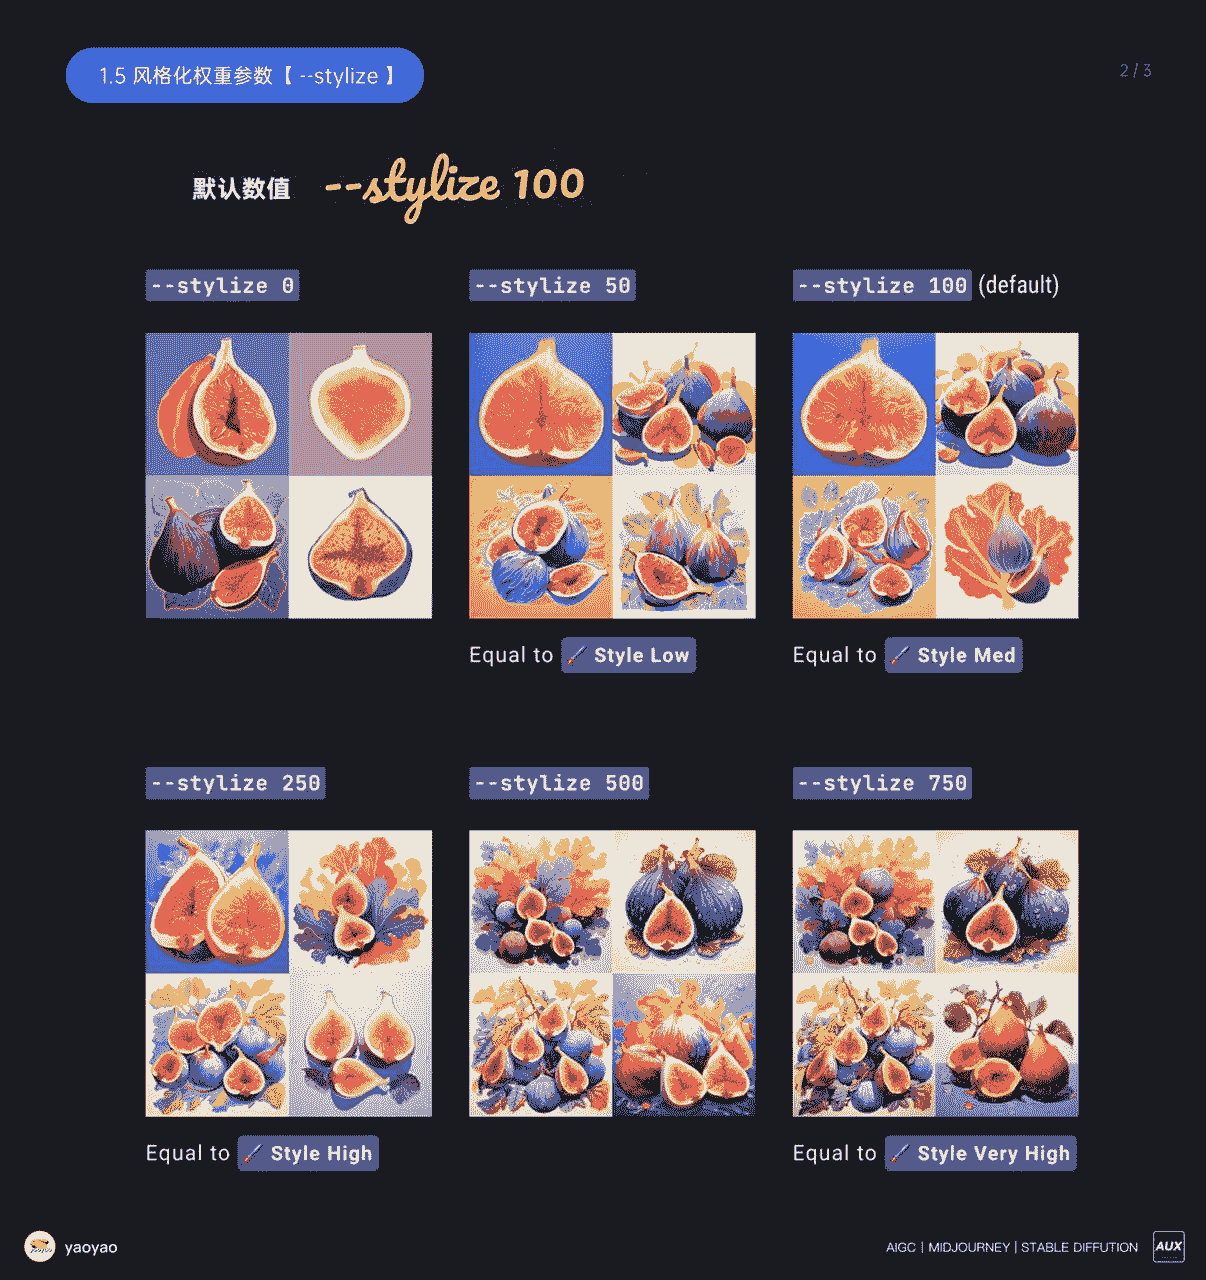 1.5 风格化权重参数【 --stylize 】
2 / 3
默认数值 --stylize 100
--stylize 0
--stylize 50
--stylize 100 (default)
Equal to Style Low
Equal to Style Med
--stylize 250
--stylize 500
--stylize 750
Equal to Style High
Equal to Style Very High
yaoyao
AIGC | MIDJOURNEY | STABLE DIFFUTION
AUX